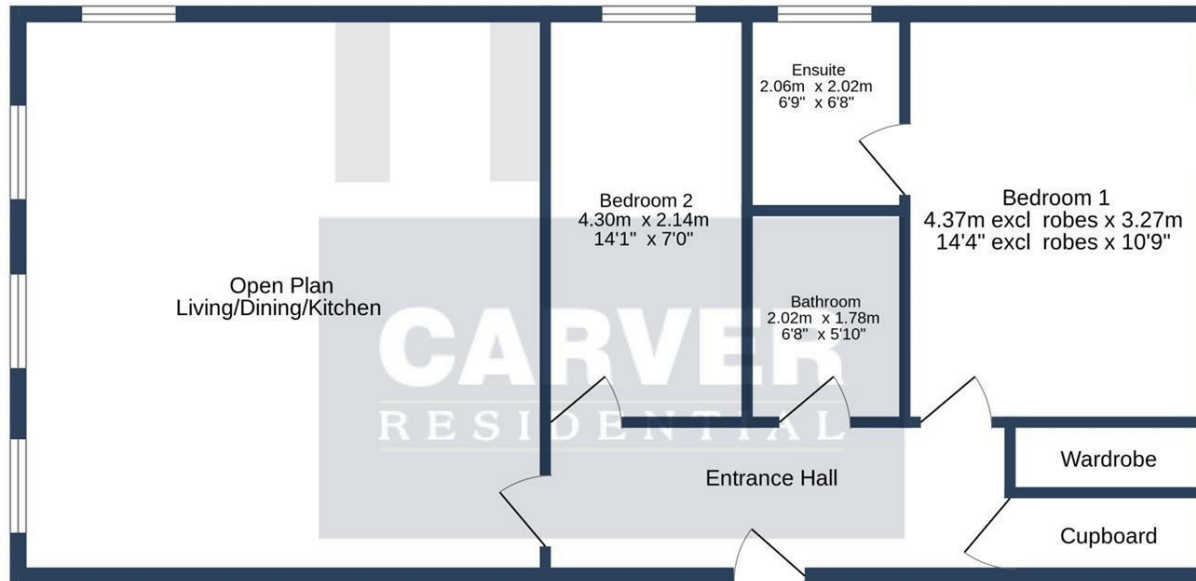 Ensuite
2.06m x 2.02m
6'9" x 6'8"
Bedroom 2
4.30m x 2.14m
14'1" x 7'0"
Bedroom 1
4.37m excl robes x 3.27m
14'4" excl robes x 10'9"
Open Plan
Living/Dining/Kitchen
Bathroom
2.02m x 1.78m
6'8" x 5'10"
CARVER
RESIDENTIAL
Entrance Hall
Wardrobe
Cupboard